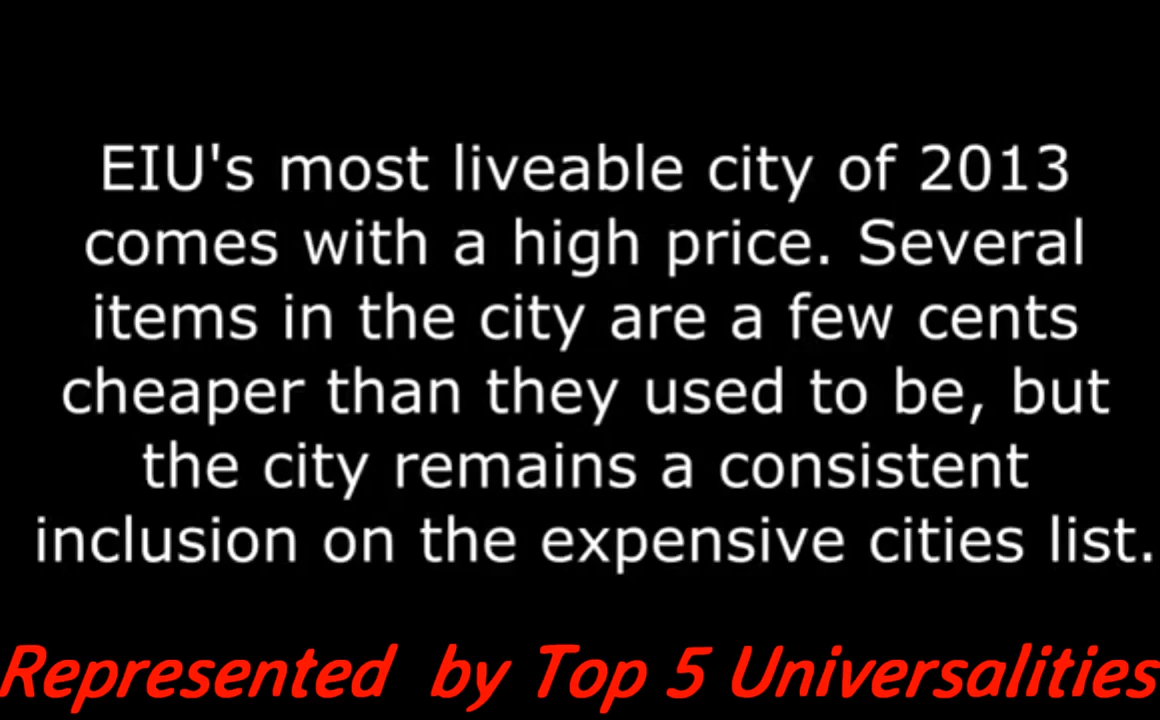 EIU's most liveable city of 2013
comes with a high price. Several
items in the city are a few cents
cheaper than they used to be, but
the city remains a consistent
inclusion on the expensive cities list.
Represented by Top 5 Universalities